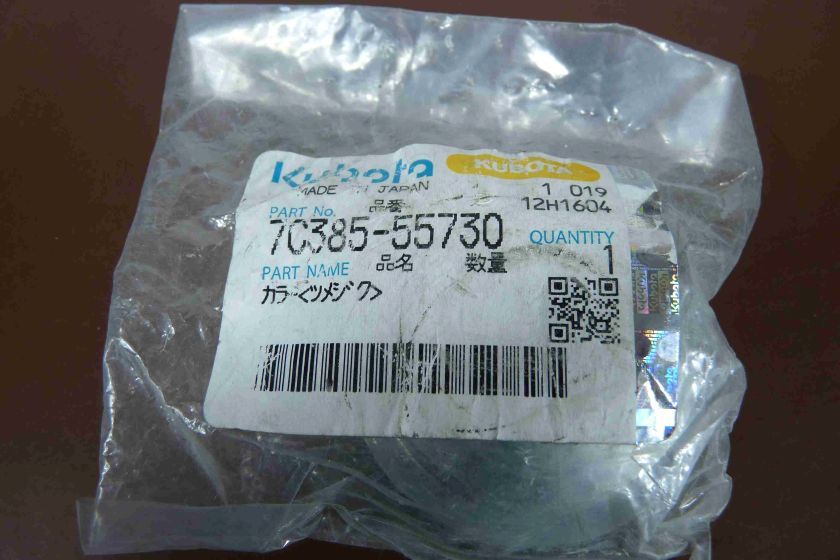 Kubota KUBOTA
MADE IN JAPAN 1 019
PART No. 品番 12H1604
7C385-55730 QUANTITY
PART NAME 品名 数量 1
カラー<ツメジク>
Kubota